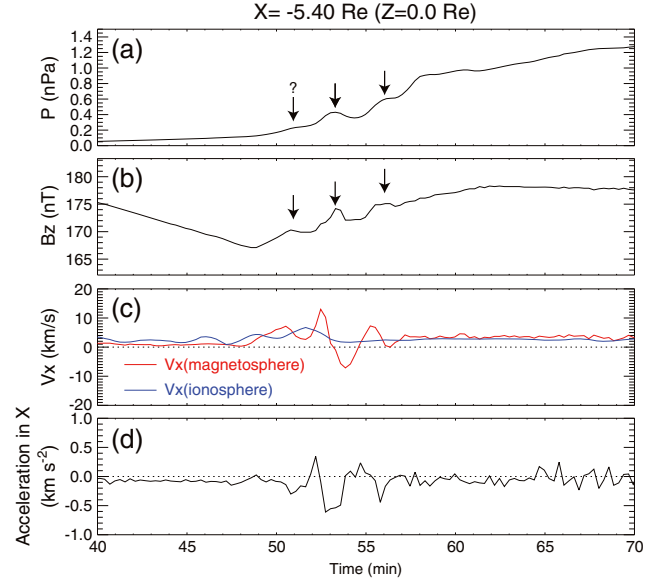 X= -5.40 Re (Z=0.0 Re)
(a)
P (nPa)
1.4
1.2
1.0
0.8
0.6
0.4
0.2
0.0
?
(b)
Bz (nT)
180
175
170
165
(c)
Vx (km/s)
20
10
0
-10
-20
Vx(magnetosphere)
Vx(ionosphere)
(d)
Acceleration in X
(km s-2)
1.0
0.5
0.0
-0.5
-1.0
40 45 50 55 60 65 70
Time (min)